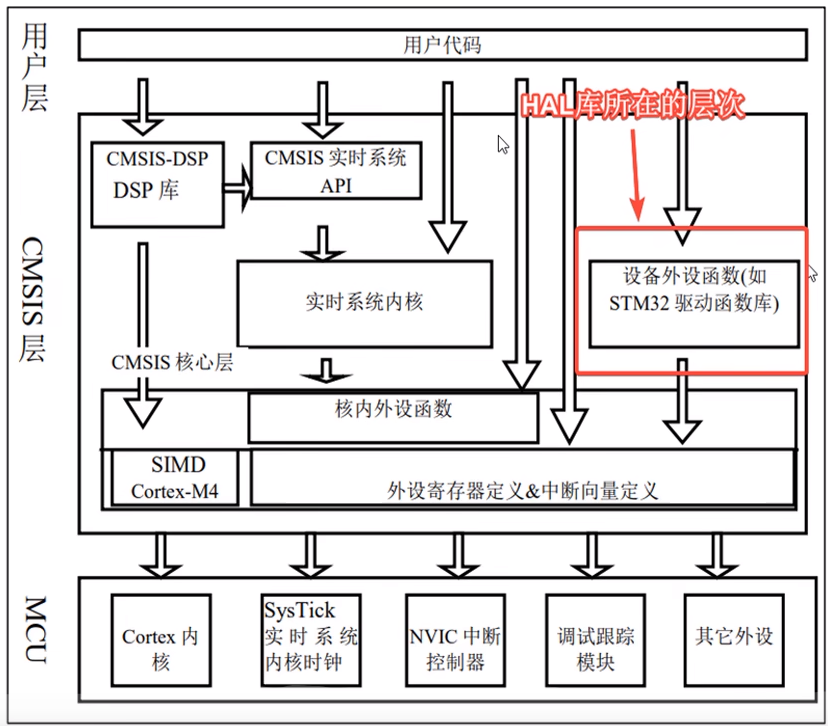 用户层
用户代码
HAL库所在的层次
CMSIS 层
CMSIS-DSP
DSP 库
CMSIS 实时系统
API
实时系统内核
设备外设函数(如
STM32 驱动函数库)
CMSIS 核心层
核内外设函数
SIMD
Cortex-M4
外设寄存器定义&中断向量定义
MCU
Cortex 内
核
SysTick
实时系统
内核时钟
NVIC 中断
控制器
调试跟踪
模块
其它外设